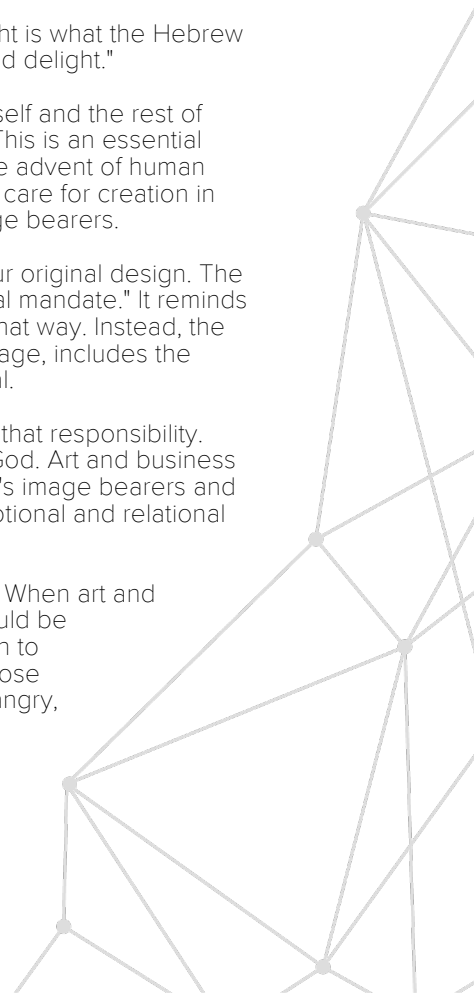 ht is what the Hebrew
d delight."
self and the rest of
This is an essential
e advent of human
care for creation in
ge bearers.
ur original design. The
al mandate." It reminds
hat way. Instead, the
age, includes the
l.
that responsibility.
God. Art and business
's image bearers and
otional and relational
When art and
uld be
n to
ose
angry,